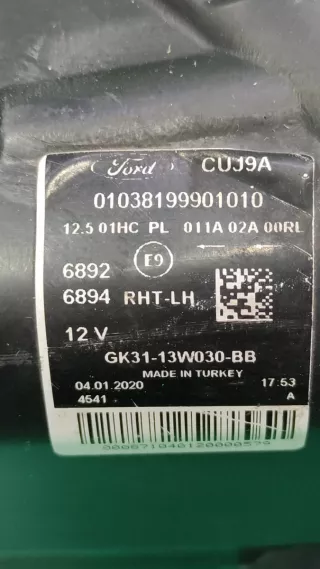 Ford CUJ9A
01038199901010
12.5 01HC PL 011A 02A 00RL
6892 E9
6894 RHT-LH
12 V
GK31-13W030-BB
MADE IN TURKEY
04.01.2020 17:53
4541 A